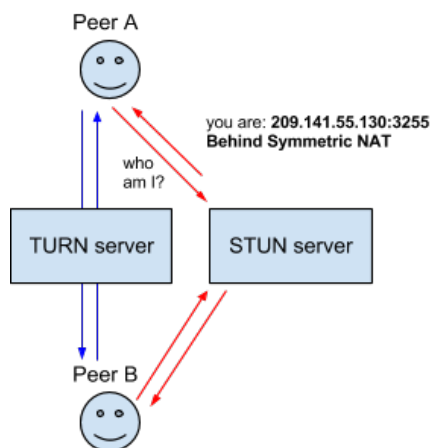 Peer A
you are: 209.141.55.130:3255
Behind Symmetric NAT
who
am I?
TURN server
STUN server
Peer B